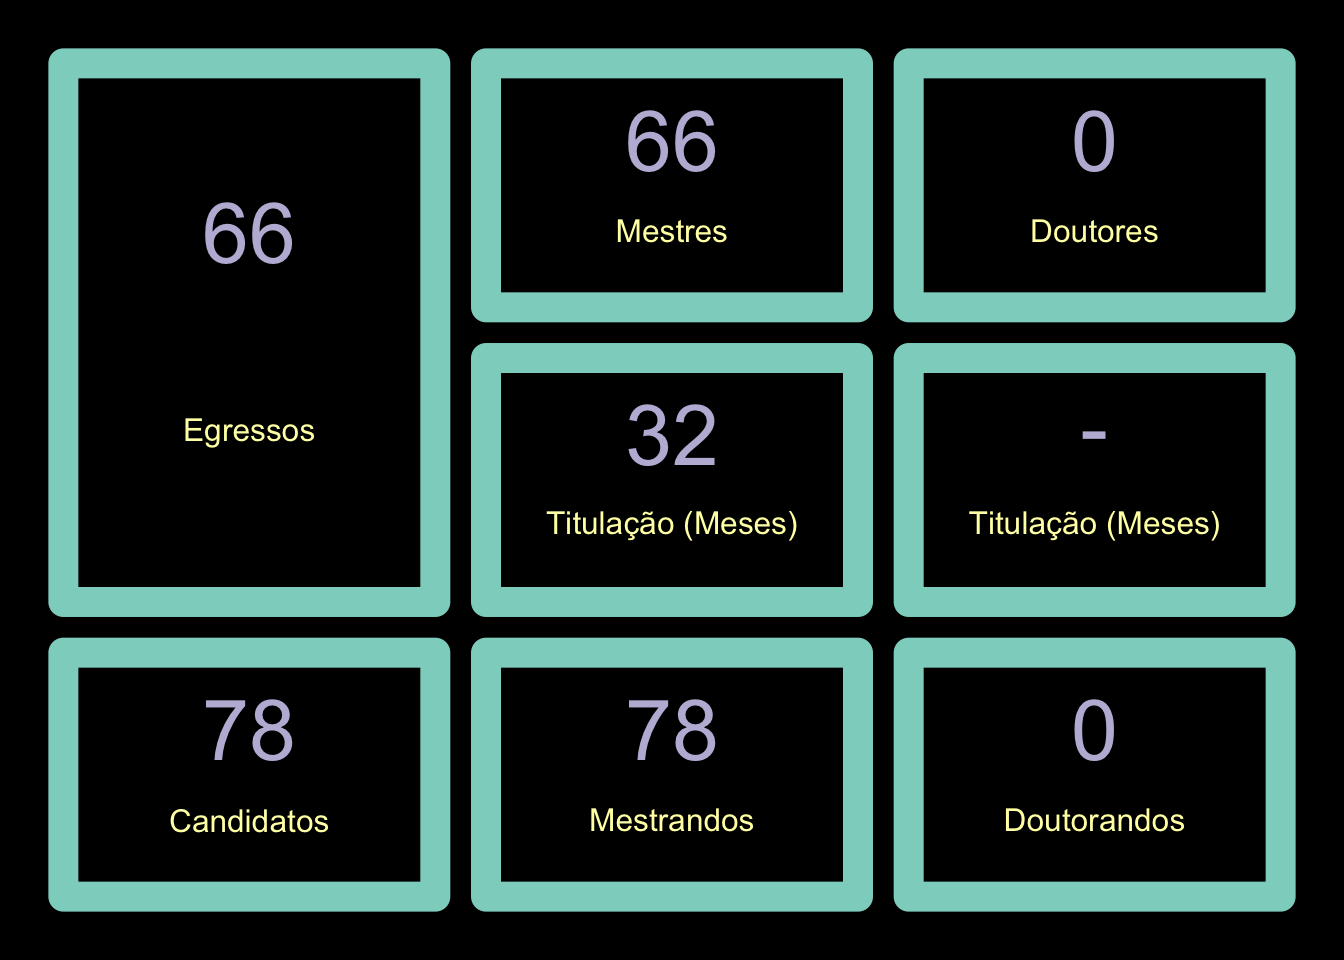 66
Egressos
66
Mestres
0
Doutores
32
Titulação (Meses)
-
Titulação (Meses)
78
Candidatos
78
Mestrandos
0
Doutorandos